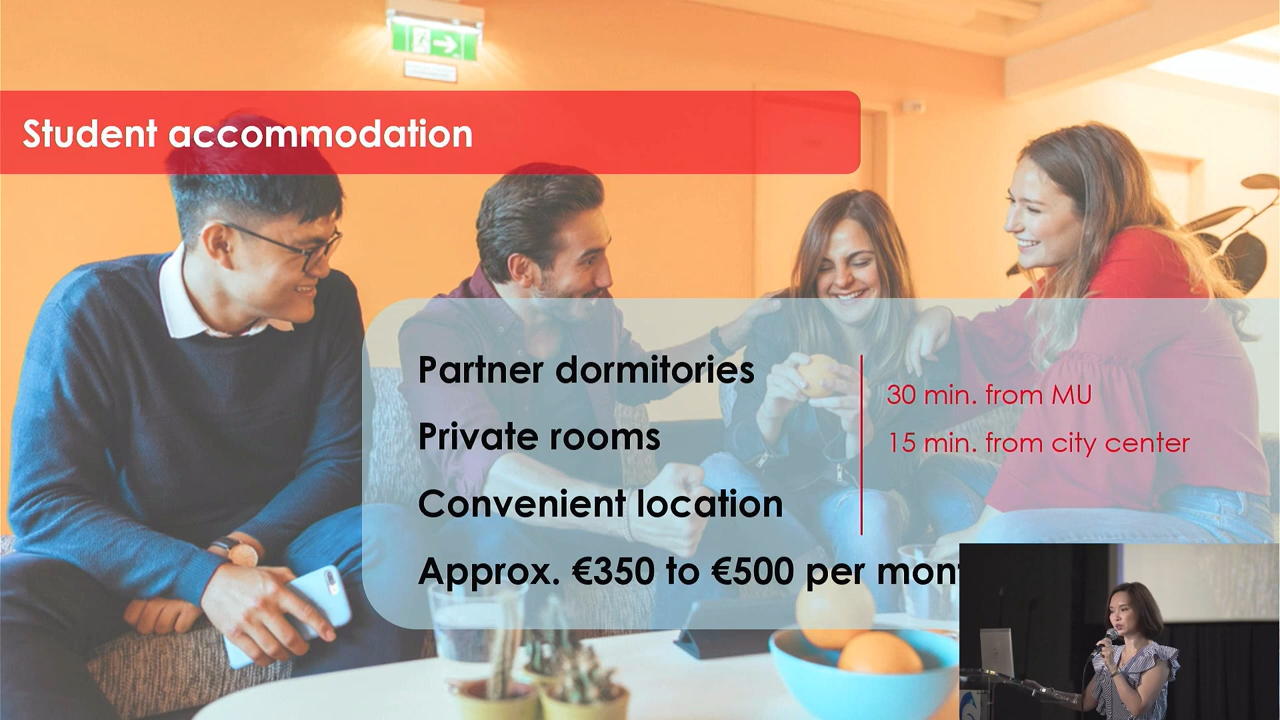 Student accommodation
Partner dormitories
Private rooms
Convenient location
Approx. €350 to €500 per mont
30 min. from MU
15 min. from city center